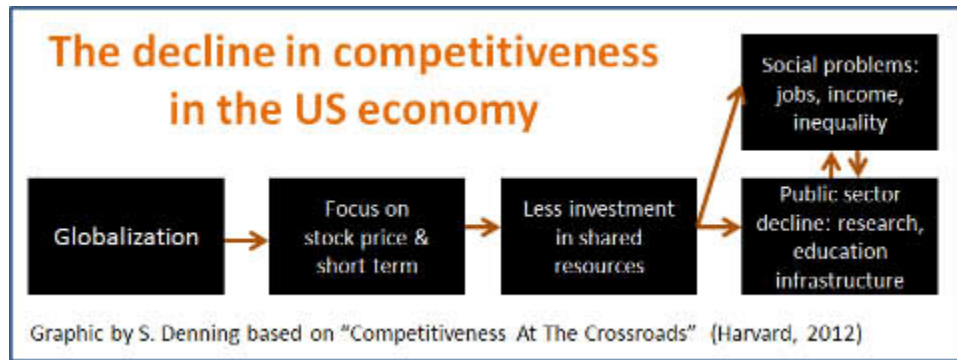 The decline in competitiveness
in the US economy
Social problems:
jobs, income,
inequality
Globalization
Focus on
stock price &
short term
Less investment
in shared
resources
Public sector
decline: research,
education
infrastructure
Graphic by S. Denning based on “Competitiveness At The Crossroads” (Harvard, 2012)